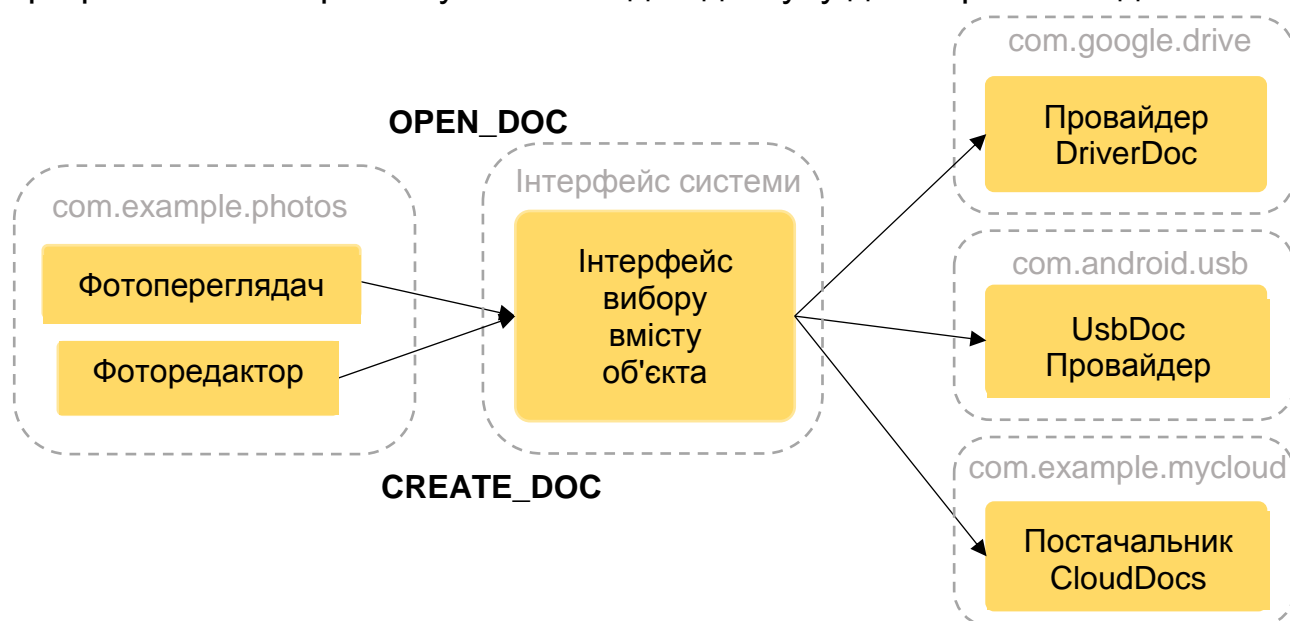 OPEN_DOC
com.example.photos
Фотопереглядач
Фоторедактор
Інтерфейс системи
Інтерфейс
вибору
вмісту
об'єкта
CREATE_DOC
com.google.drive
Провайдер
DriverDoc
com.android.usb
UsbDoc
Провайдер
com.example.mycloud
Постачальник
CloudDocs